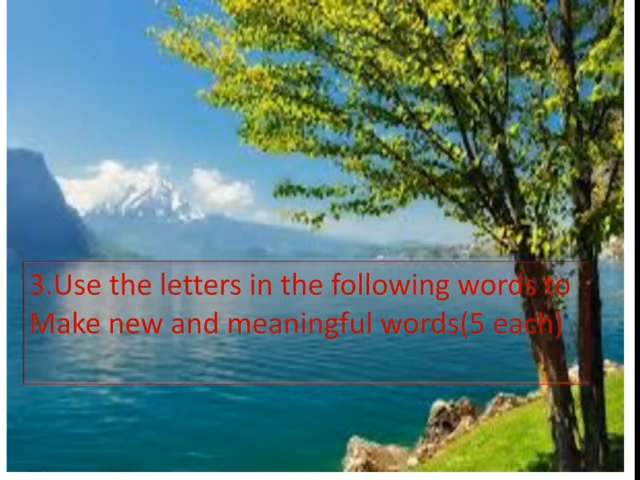 3.Use the letters in the following words to
Make new and meaningful words(5 each)